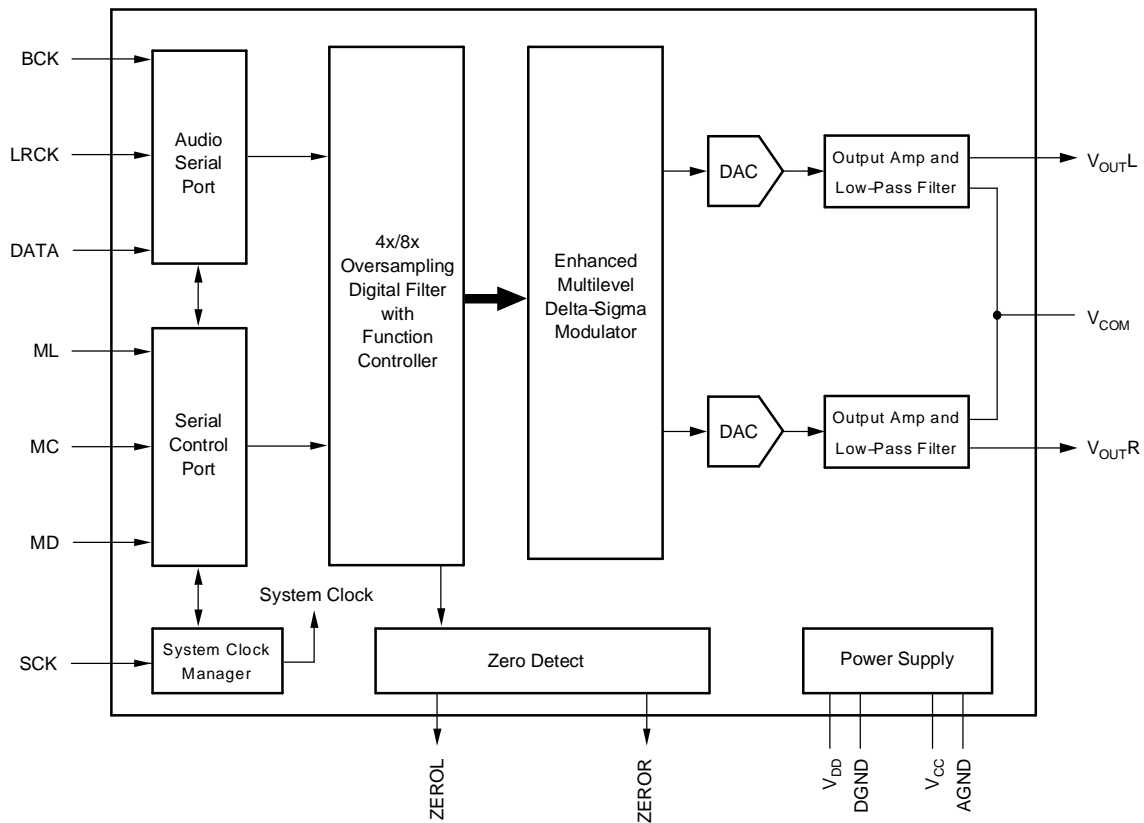 BCK
LRCK
DATA
ML
MC
MD
SCK
Audio
Serial
Port
Serial
Control
Port
System Clock
Manager
System Clock
4x/8x
Oversampling
Digital Filter
with
Function
Controller
Enhanced
Multilevel
Delta–Sigma
Modulator
DAC
Output Amp and
Low–Pass Filter
DAC
Output Amp and
Low–Pass Filter
VOUTL
VCOM
VOUTR
Zero Detect
Power Supply
ZEROL
ZEROR
VDD
DGND
VCC
AGND